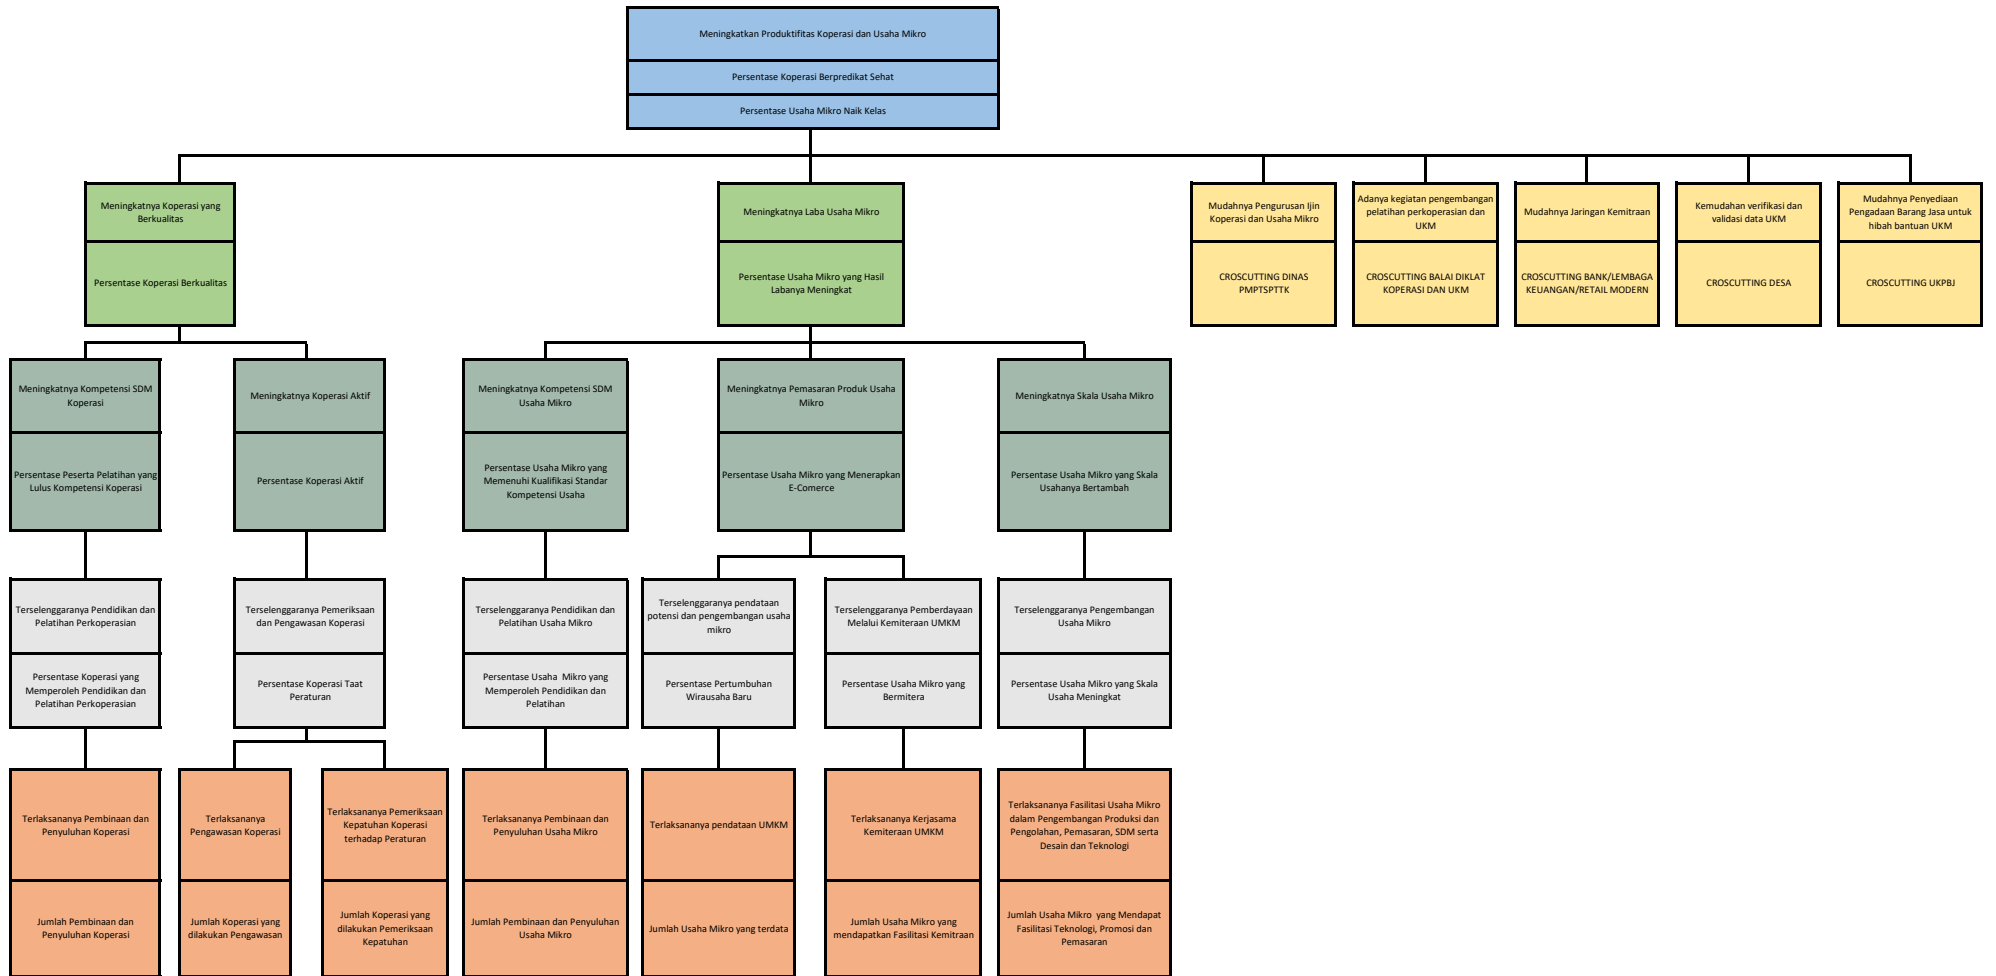 Meningkatkan Produktifitas Koperasi dan Usaha Mikro
Persentase Koperasi Berpredikat Sehat
Persentase Usaha Mikro Naik Kelas
Meningkatnya Koperasi yang
Berkualitas
Persentase Koperasi Berkualitas
Meningkatnya Laba Usaha Mikro
Persentase Usaha Mikro yang Hasil
Labanya Meningkat
Mudahnya Pengurusan Ijin
Koperasi dan Usaha Mikro
CROSCUTTING DINAS
PMPTSPTTK
Adanya kegiatan pengembangan
pelatihan perkoperasian dan
UKM
CROSCUTTING BALAI DIKLAT
KOPERASI DAN UKM
Mudahnya Jaringan Kemitraan
CROSCUTTING BANK/LEMBAGA
KEUANGAN/RETAIL MODERN
Kemudahan verifikasi dan
validasi data UKM
CROSCUTTING DESA
Mudahnya Penyediaan
Pengadaan Barang Jasa untuk
hibah bantuan UKM
CROSCUTTING UKPBJ
Meningkatnya Kompetensi SDM
Koperasi
Persentase Peserta Pelatihan yang
Lulus Kompetensi Koperasi
Meningkatnya Koperasi Aktif
Persentase Koperasi Aktif
Meningkatnya Kompetensi SDM
Usaha Mikro
Persentase Usaha Mikro yang
Memenuhi Kualifikasi Standar
Kompetensi Usaha
Meningkatnya Pemasaran Produk Usaha
Mikro
Persentase Usaha Mikro yang Menerapkan
E-Comerce
Meningkatnya Skala Usaha Mikro
Persentase Usaha Mikro yang Skala
Usahanya Bertambah
Terselenggaranya Pendidikan dan
Pelatihan Perkoperasian
Persentase Koperasi yang
Memperoleh Pendidikan dan
Pelatihan Perkoperasian
Terselenggaranya Pemeriksaan
dan Pengawasan Koperasi
Persentase Koperasi Taat
Peraturan
Terselenggaranya Pendidikan dan
Pelatihan Usaha Mikro
Persentase Usaha  Mikro yang
Memperoleh Pendidikan dan
Pelatihan
Terselenggaranya pendataan
potensi dan pengembangan usaha
mikro
Persentase Pertumbuhan
Wirausaha Baru
Terselenggaranya Pemberdayaan
Melalui Kemiteraan UMKM
Persentase Usaha Mikro yang
Bermitera
Terselenggaranya Pengembangan
Usaha Mikro
Persentase Usaha Mikro yang Skala
Usaha Meningkat
Terlaksananya Pembinaan dan
Penyuluhan Koperasi
Jumlah Pembinaan dan
Penyuluhan Koperasi
Terlaksananya
Pengawasan Koperasi
Jumlah Koperasi yang
dilakukan Pengawasan
Terlaksananya Pemeriksaan
Kepatuhan Koperasi
terhadap Peraturan
Jumlah Koperasi yang
dilakukan Pemeriksaan
Kepatuhan
Terlaksananya Pembinaan dan
Penyuluhan Usaha Mikro
Jumlah Pembinaan dan Penyuluhan
Usaha Mikro
Terlaksananya pendataan UMKM
Jumlah Usaha Mikro yang terdata
Terlaksananya Kerjasama
Kemiteraan UMKM
Jumlah Usaha Mikro yang
mendapatkan Fasilitasi Kemitraan
Terlaksananya Fasilitasi Usaha Mikro
dalam Pengembangan Produksi dan
Pengolahan, Pemasaran, SDM serta
Desain dan Teknologi
Jumlah Usaha Mikro  yang Mendapat
Fasilitasi Teknologi, Promosi dan
Pemasaran